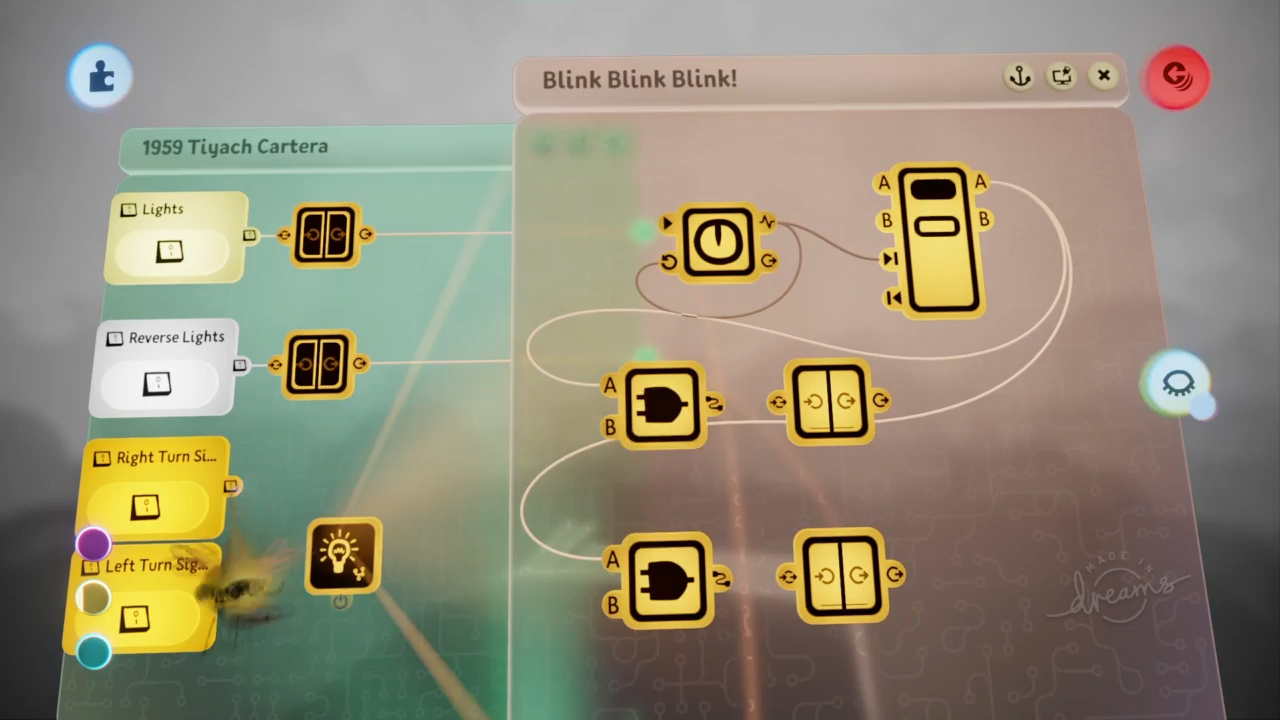 Blink Blink Blink!
1959 Tiyach Cartera
Lights
Reverse Lights
Right Turn Si...
Left Turn Sig...
A
B
A
B
A
B
A
B
MADE IN
dreams